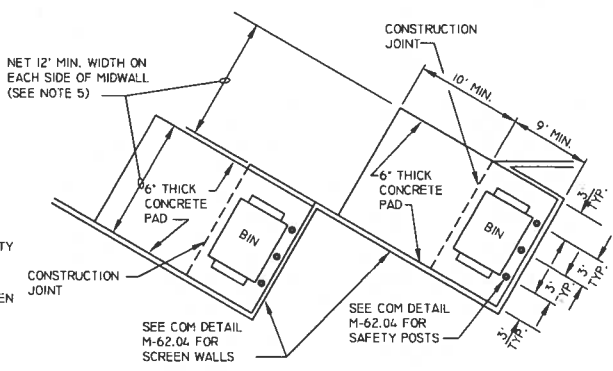 CONSTRUCTION
JOINT
NET 12' MIN. WIDTH ON
EACH SIDE OF MIDWALL
(SEE NOTE 5)
10' MIN.
9' MIN.
6" THICK
CONCRETE
PAD
BIN
6" THICK
CONCRETE
PAD
BIN
3'
TYP.
3'
TYP.
3'
TYP.
3'
TYP.
TY
EN
CONSTRUCTION
JOINT
SEE COM DETAIL
M-62.04 FOR
SCREEN WALLS
SEE COM DETAIL
M-62.04 FOR
SAFETY POSTS